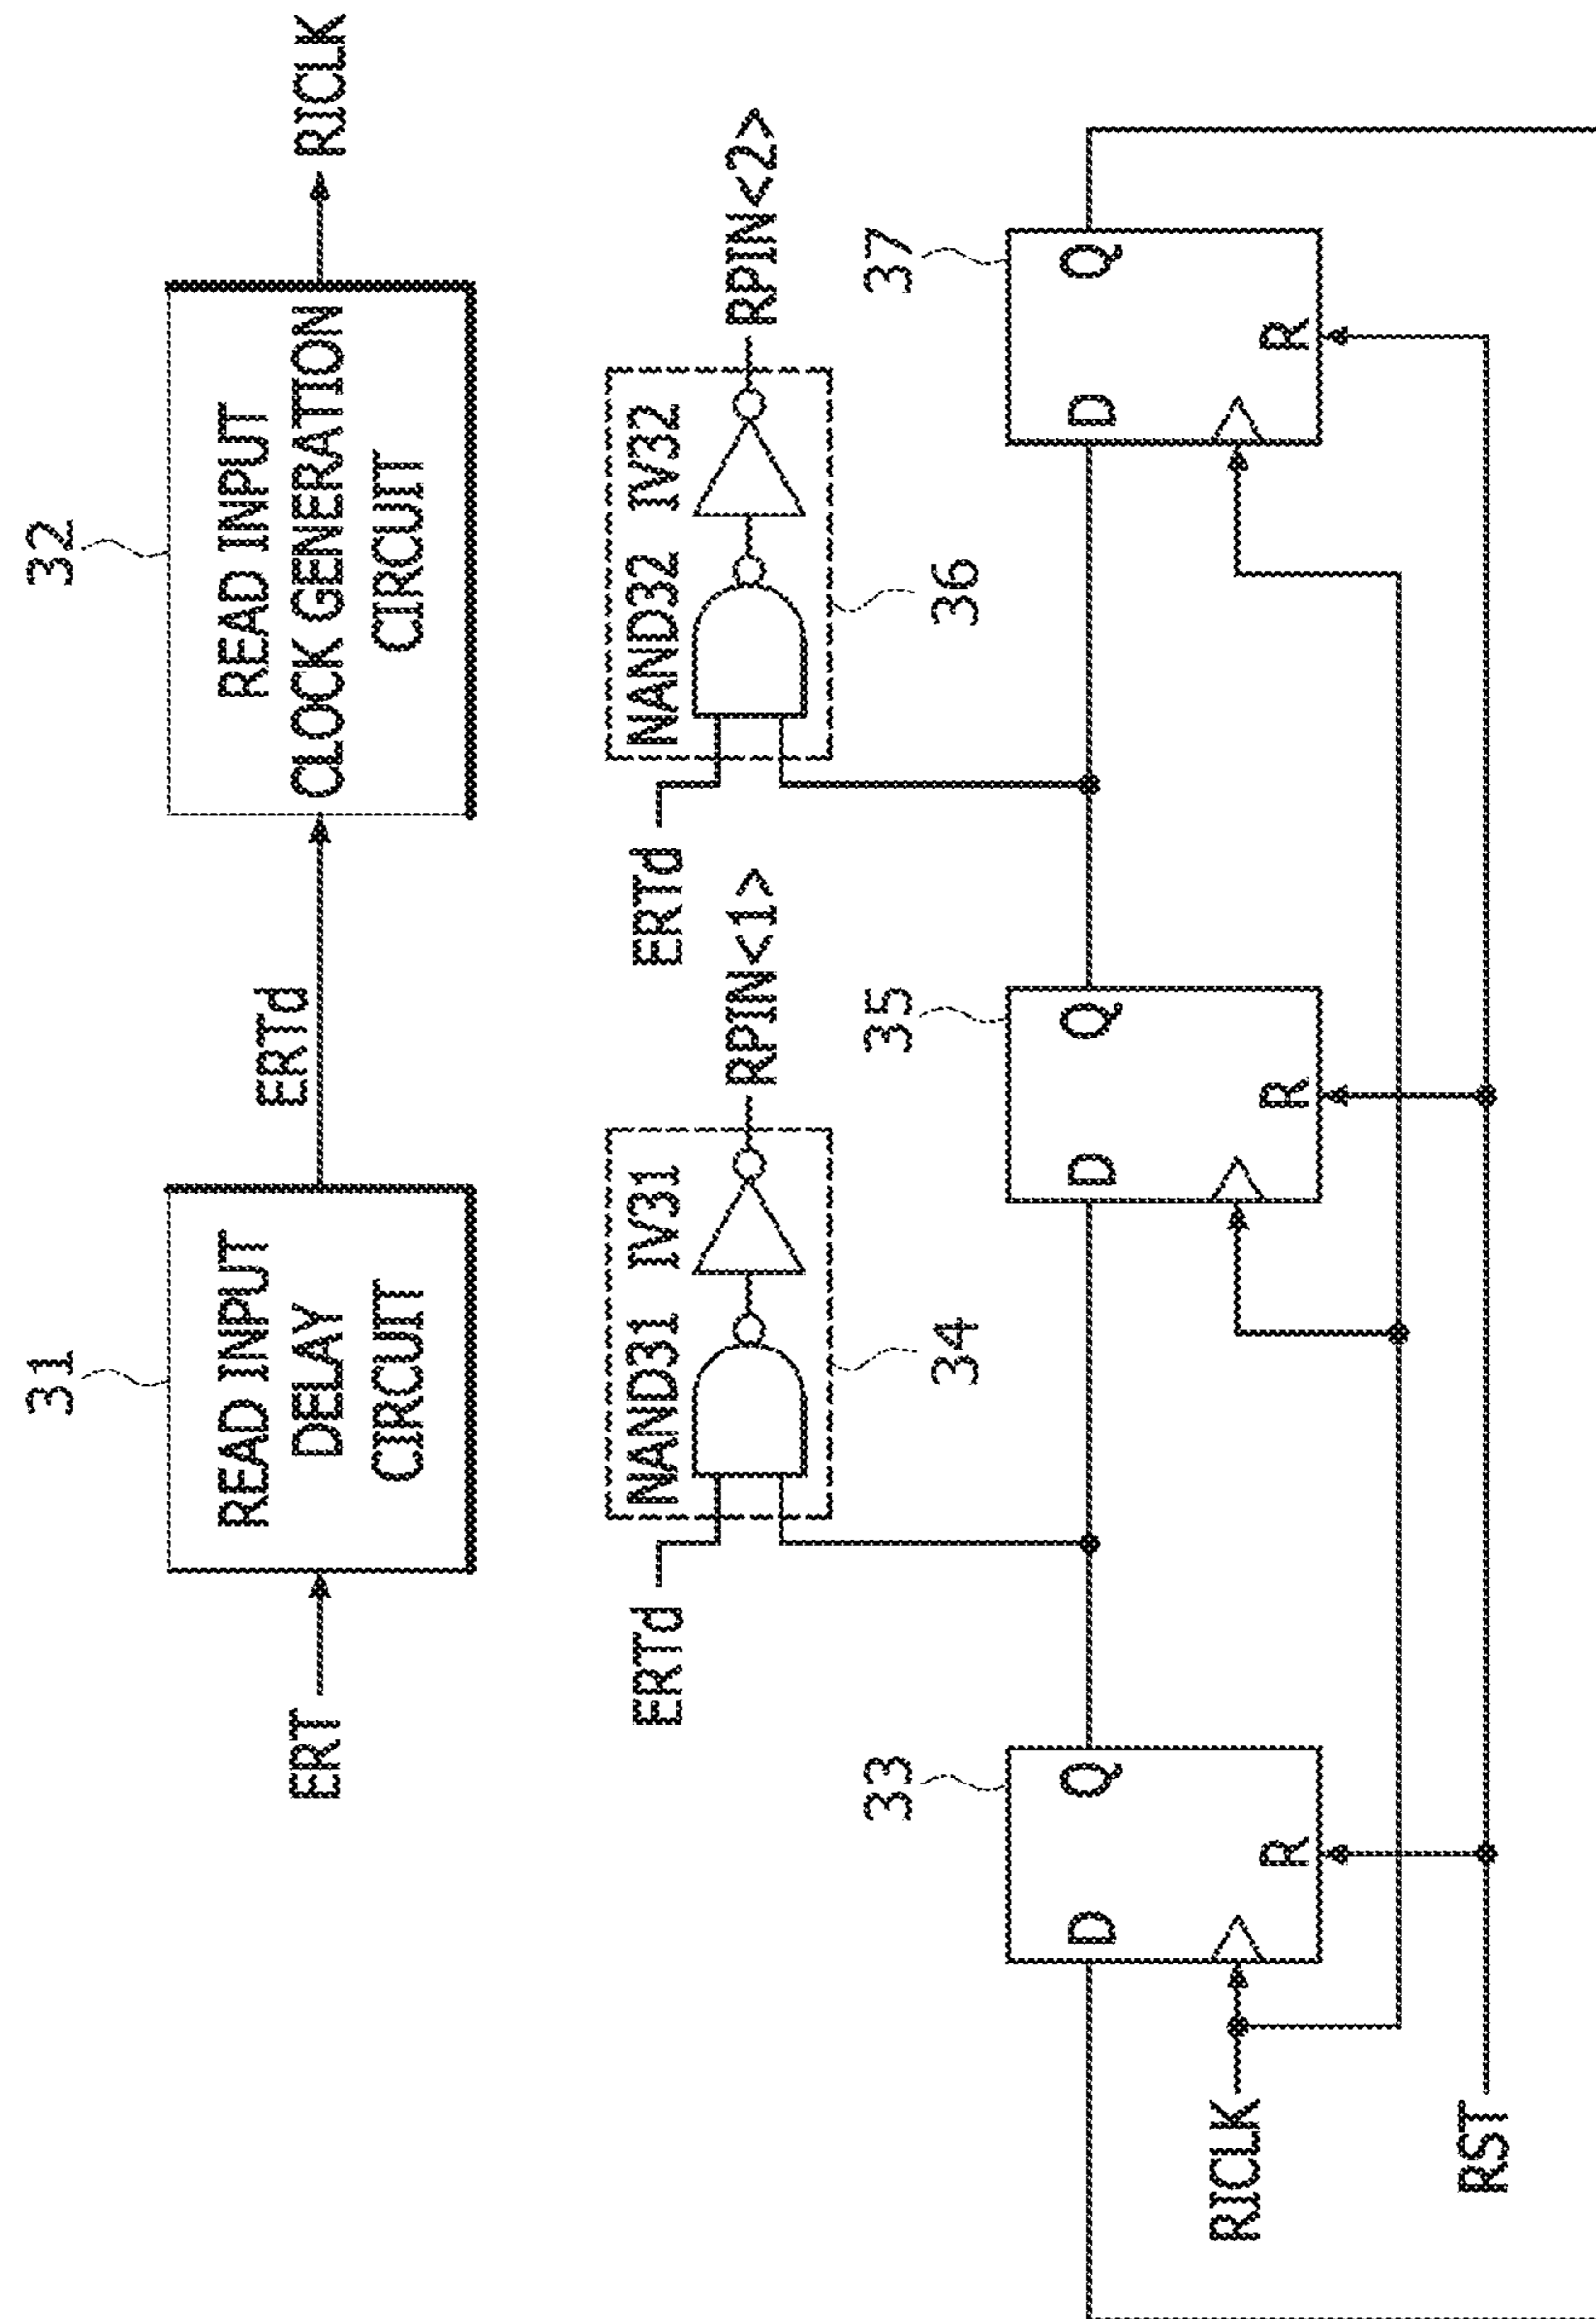 31
32
ERT
READ INPUT
DELAY
CIRCUIT
ERTd
READ INPUT
CLOCK GENERATION
CIRCUIT
RICLK
ERTd
NAND31 IV31
RPIN<1>
34
ERTd
NAND32 IV32
RPIN<2>
36
33
D
Q
R
35
D
Q
R
37
D
Q
R
RICLK
RST